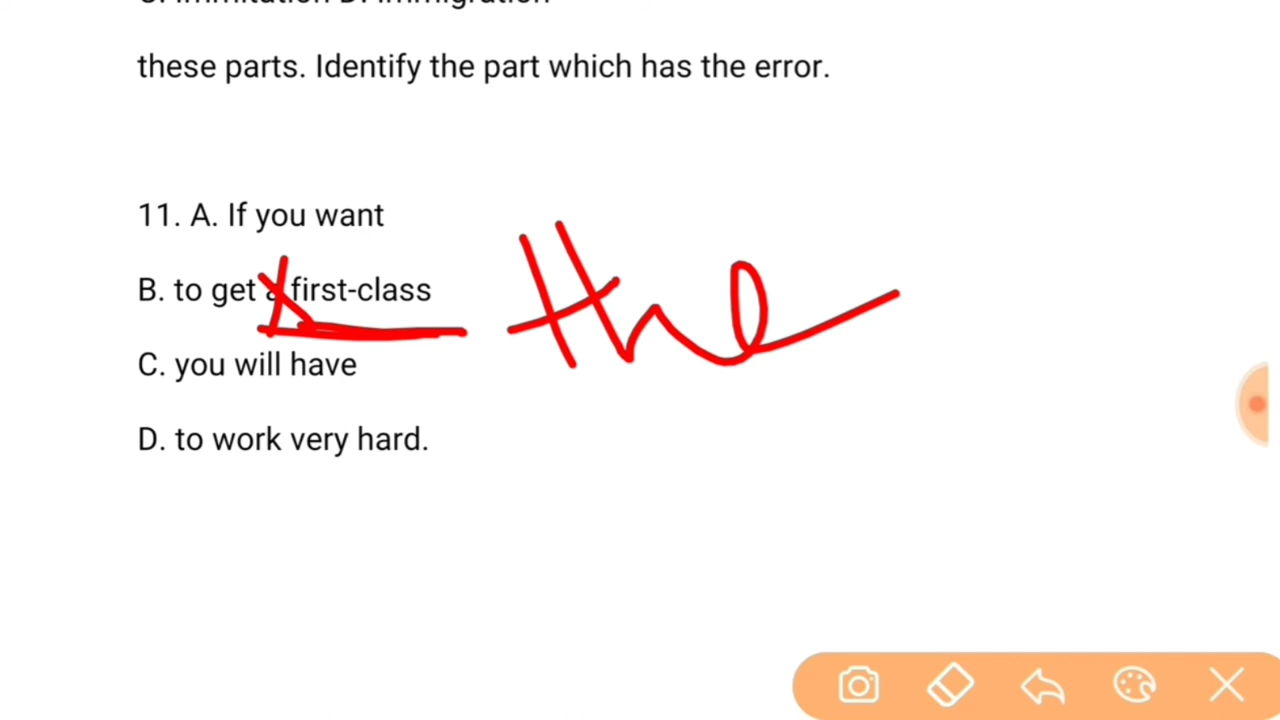 these parts. Identify the part which has the error.
11. A. If you want
B. to get a first-class the
C. you will have
D. to work very hard.